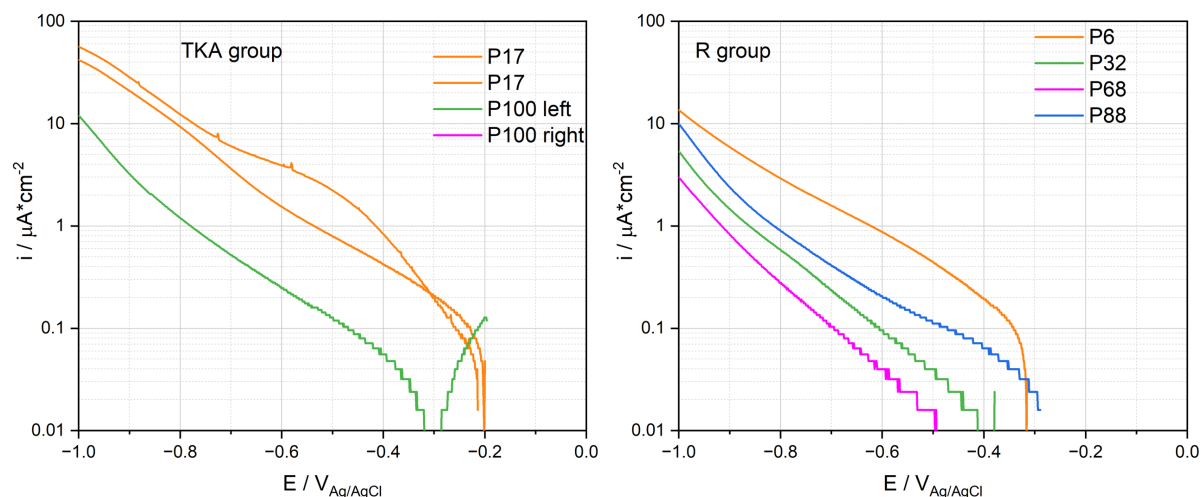 TKA group
P17
P17
P100 left
P100 right
100
10
1
0.1
0.01
i / μA*cm-2
−1.0 −0.8 −0.6 −0.4 −0.2 0.0
E / VAg/AgCl
R group
P6
P32
P68
P88
100
10
1
0.1
0.01
i / μA*cm-2
−1.0 −0.8 −0.6 −0.4 −0.2 0.0
E / VAg/AgCl